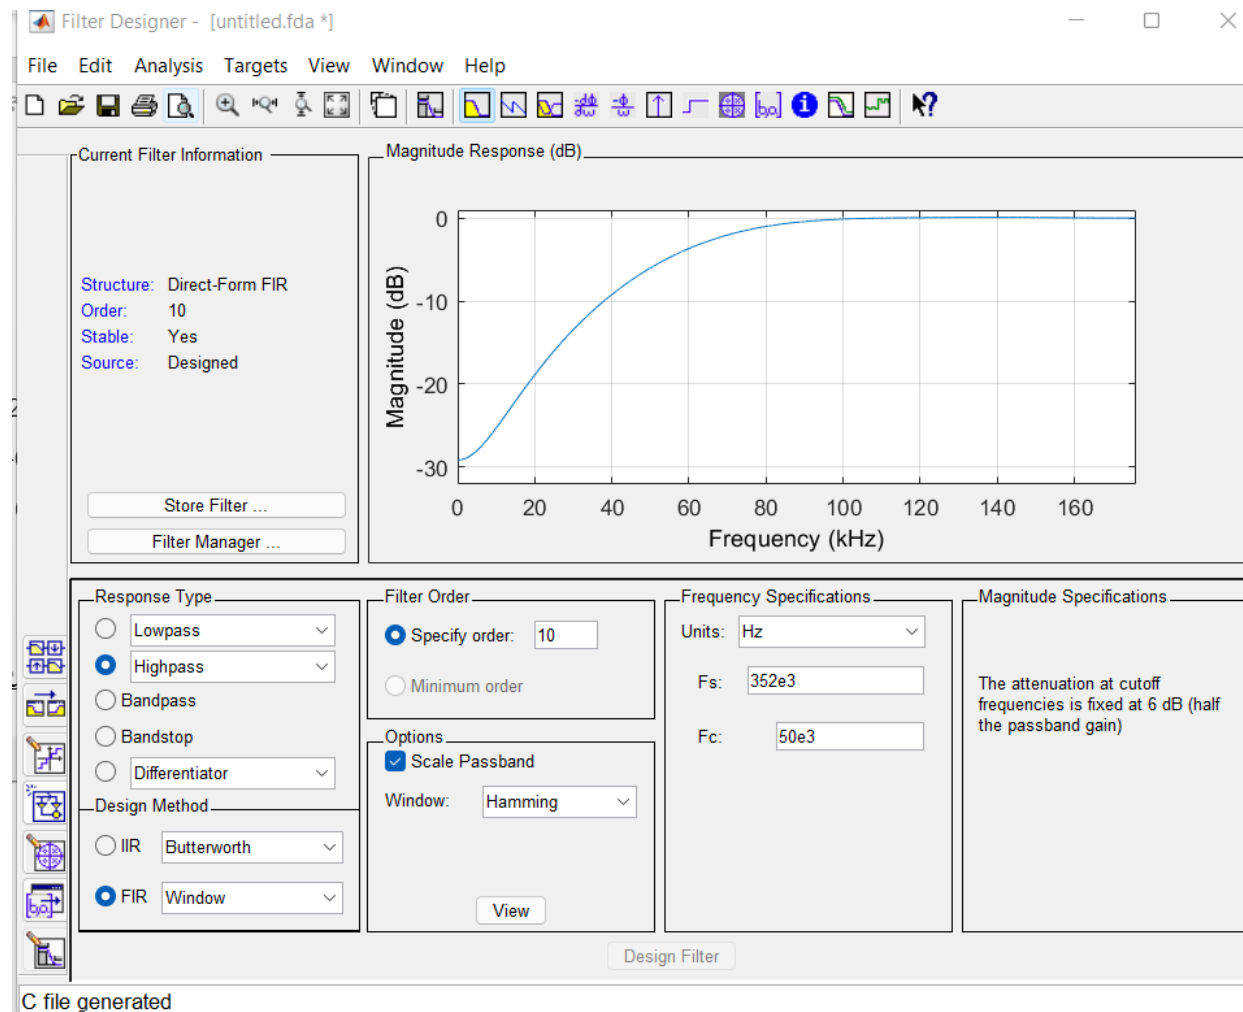 Filter Designer - [untitled.fda *]
File Edit Analysis Targets View Window Help
Current Filter Information
Structure: Direct-Form FIR
Order: 10
Stable: Yes
Source: Designed
Store Filter ...
Filter Manager ...
Magnitude Response (dB)
Magnitude (dB)
0
-10
-20
-30
0 20 40 60 80 100 120 140 160
Frequency (kHz)
Response Type
Lowpass
Highpass
Bandpass
Bandstop
Differentiator
Design Method
IIR Butterworth
FIR Window
Filter Order
Specify order: 10
Minimum order
Options
Scale Passband
Window: Hamming
View
Frequency Specifications
Units: Hz
Fs: 352e3
Fc: 50e3
Magnitude Specifications
The attenuation at cutoff
frequencies is fixed at 6 dB (half
the passband gain)
Design Filter
C file generated